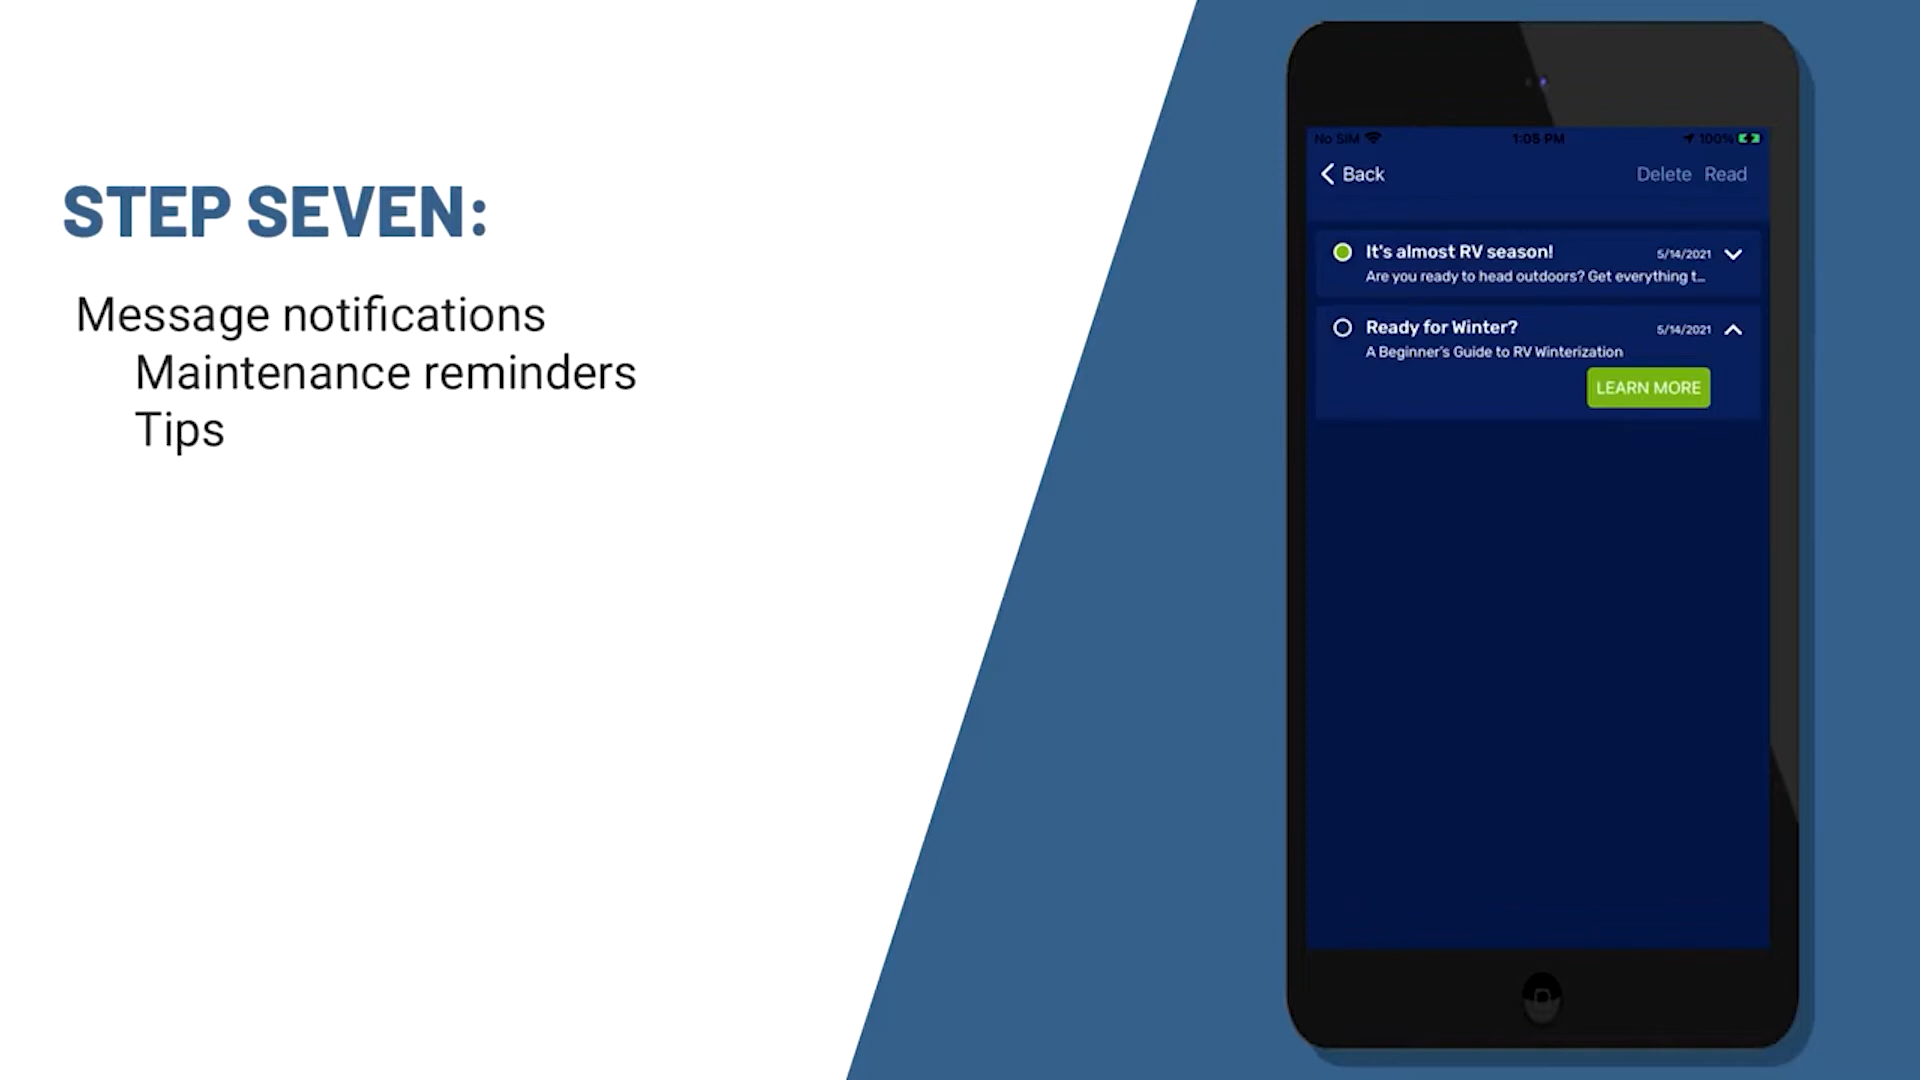 STEP SEVEN:
Message notifications
Maintenance reminders
Tips
No SIM 1:05 PM 100%
Back Delete Read
It's almost RV season! 5/14/2021
Are you ready to head outdoors? Get everything t...
Ready for Winter? 5/14/2021
A Beginner's Guide to RV Winterization
LEARN MORE